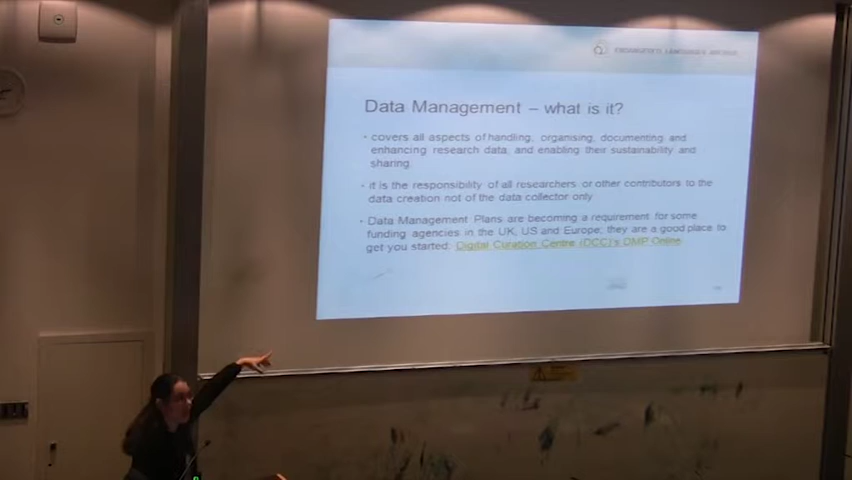 ENDANGERED LANGUAGES ARCHIVE
Data Management – what is it?
• covers all aspects of handling, organising, documenting and
enhancing research data, and enabling their sustainability and
sharing.
• it is the responsibility of all researchers or other contributors to the
data creation not of the data collector only
• Data Management Plans are becoming a requirement for some
funding agencies in the UK, US and Europe; they are a good place to
get you started: Digital Curation Centre (DCC)'s DMP Online